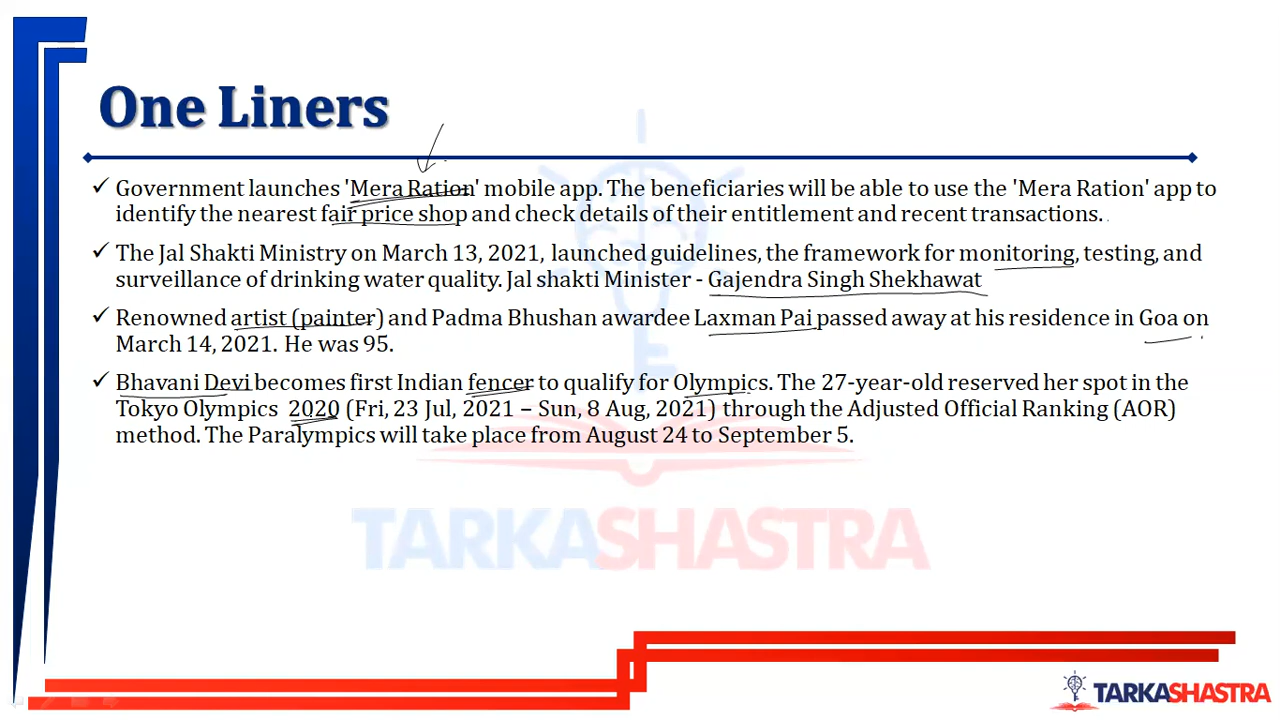 One Liners
✓ Government launches 'Mera Ration' mobile app. The beneficiaries will be able to use the 'Mera Ration' app to
identify the nearest fair price shop and check details of their entitlement and recent transactions.
✓ The Jal Shakti Ministry on March 13, 2021, launched guidelines, the framework for monitoring, testing, and
surveillance of drinking water quality. Jal shakti Minister - Gajendra Singh Shekhawat
✓ Renowned artist (painter) and Padma Bhushan awardee Laxman Pai passed away at his residence in Goa on
March 14, 2021. He was 95.
✓ Bhavani Devi becomes first Indian fencer to qualify for Olympics. The 27-year-old reserved her spot in the
Tokyo Olympics 2020 (Fri, 23 Jul, 2021 – Sun, 8 Aug, 2021) through the Adjusted Official Ranking (AOR)
method. The Paralympics will take place from August 24 to September 5.
TARKASHASTRA
TARKASHASTRA